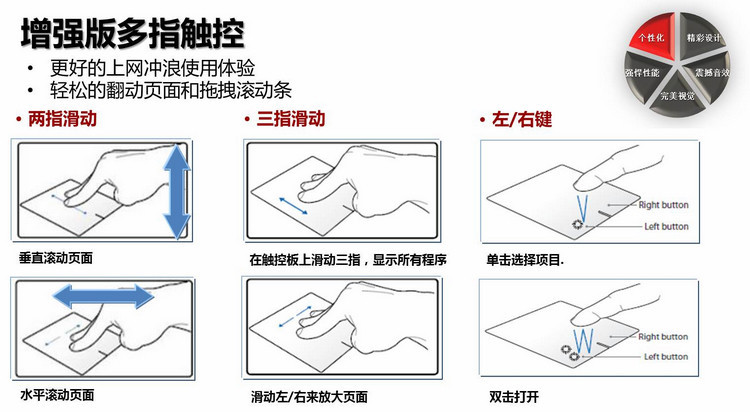 增强版多指触控
• 更好的上网冲浪使用体验
• 轻松的翻动页面和拖拽滚动条
个性化
精彩设计
强悍性能
震撼音效
完美视觉
• 两指滑动
• 三指滑动
• 左/右键
Right button
Left button
垂直滚动页面
在触控板上滑动三指，显示所有程序
单击选择项目.
Right button
Left button
水平滚动页面
滑动左/右来放大页面
双击打开